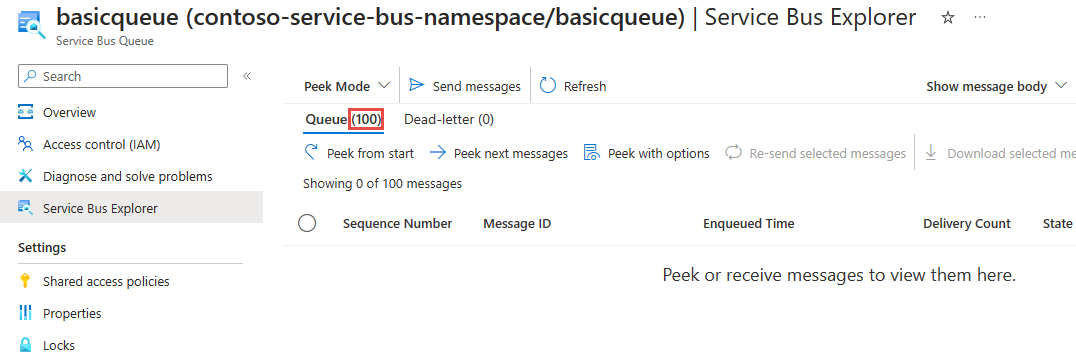 basicqueue (contoso-service-bus-namespace/basicqueue) | Service Bus Explorer
Service Bus Queue
Search
Overview
Access control (IAM)
Diagnose and solve problems
Service Bus Explorer
Settings
Shared access policies
Properties
Locks
Peek Mode Send messages Refresh Show message body
Queue (100) Dead-letter (0)
Peek from start Peek next messages Peek with options Re-send selected messages Download selected me
Showing 0 of 100 messages
Sequence Number Message ID Enqueued Time Delivery Count State
Peek or receive messages to view them here.